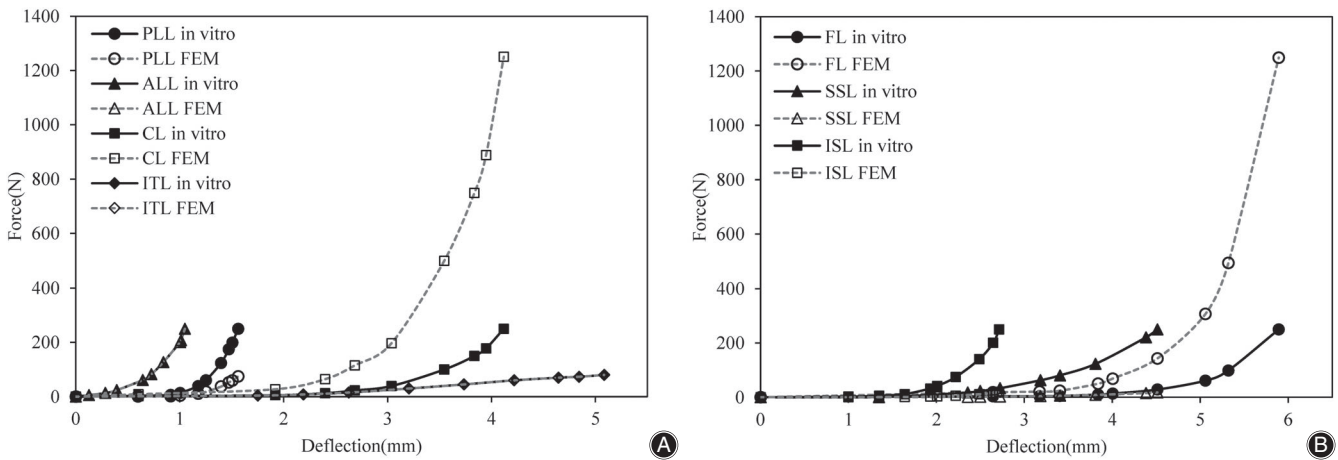 1400
1200
1000
800
600
400
200
0
Force(N)
PLL in vitro
PLL FEM
ALL in vitro
ALL FEM
CL in vitro
CL FEM
ITL in vitro
ITL FEM
0 1 2 3 4 5
Deflection(mm)
A
1400
1200
1000
800
600
400
200
0
Force(N)
FL in vitro
FL FEM
SSL in vitro
SSL FEM
ISL in vitro
ISL FEM
0 1 2 3 4 5 6
Deflection(mm)
B